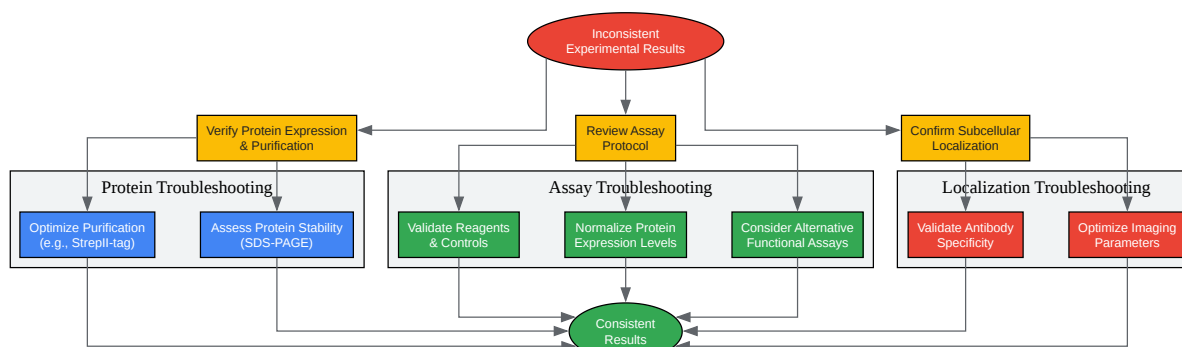 Inconsistent
Experimental Results
Verify Protein Expression
& Purification
Review Assay
Protocol
Confirm Subcellular
Localization
Protein Troubleshooting
Assay Troubleshooting
Localization Troubleshooting
Optimize Purification
(e.g., StrepII-tag)
Assess Protein Stability
(SDS-PAGE)
Validate Reagents
& Controls
Normalize Protein
Expression Levels
Consider Alternative
Functional Assays
Validate Antibody
Specificity
Optimize Imaging
Parameters
Consistent
Results